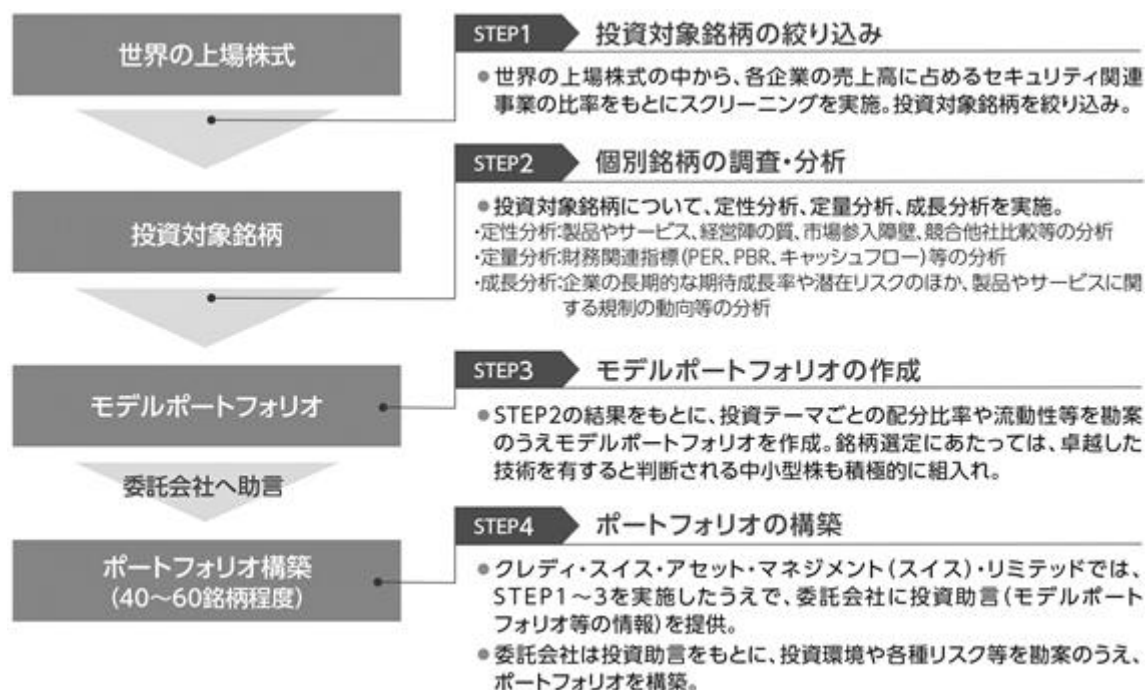 世界の上場株式
STEP1 投資対象銘柄の絞り込み
●世界の上場株式の中から、各企業の売上高に占めるセキュリティ関連
事業の比率をもとにスクリーニングを実施。投資対象銘柄を絞り込み。
投資対象銘柄
STEP2 個別銘柄の調査・分析
●投資対象銘柄について、定性分析、定量分析、成長分析を実施。
・定性分析:製品やサービス、経営陣の質、市場参入障壁、競合他社比較等の分析
・定量分析:財務関連指標(PER、PBR、キャッシュフロー)等の分析
・成長分析:企業の長期的な期待成長率や潜在リスクのほか、製品やサービスに関
する規制の動向等の分析
モデルポートフォリオ
委託会社へ助言
STEP3 モデルポートフォリオの作成
●STEP2の結果をもとに、投資テーマごとの配分比率や流動性等を勘案
のうえモデルポートフォリオを作成。銘柄選定にあたっては、卓越した
技術を有すると判断される中小型株も積極的に組入れ。
ポートフォリオ構築
(40～60銘柄程度)
STEP4 ポートフォリオの構築
●クレディ・スイス・アセット・マネジメント(スイス)・リミテッドでは、
STEP1～3を実施したうえで、委託会社に投資助言(モデルポート
フォリオ等の情報)を提供。
●委託会社は投資助言をもとに、投資環境や各種リスク等を勘案のうえ、
ポートフォリオを構築。